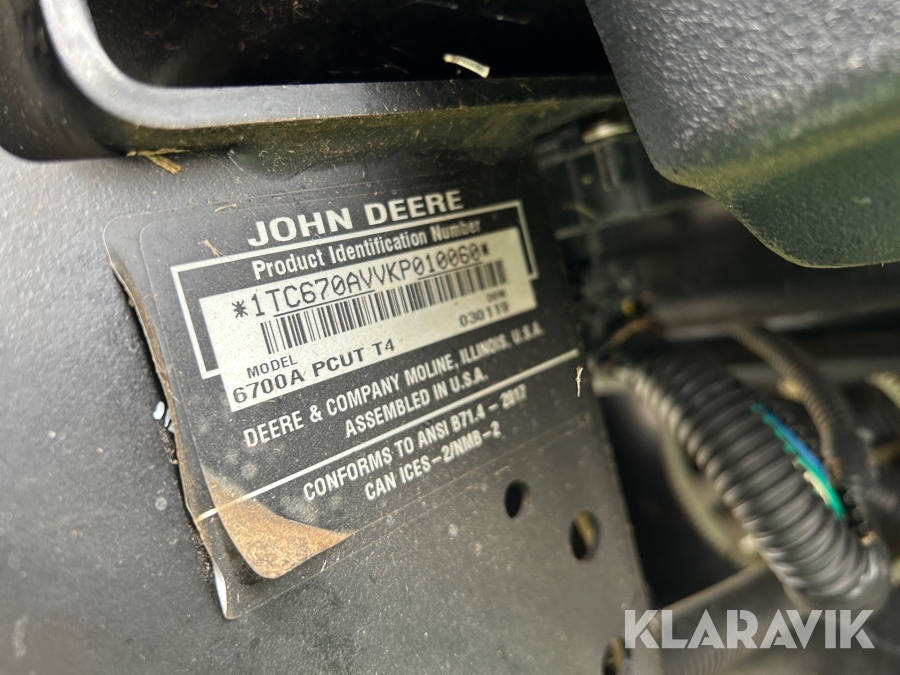 JOHN DEERE
Product Identification Number
*1TC670AVVKP010060*
MODEL
6700A PCUT T4
030119
DEERE & COMPANY MOLINE, ILLINOIS, U.S.A.
ASSEMBLED IN U.S.A.
CONFORMS TO ANSI B71.4 – 2017
CAN ICES-2/NMB-2
KLARAVIK